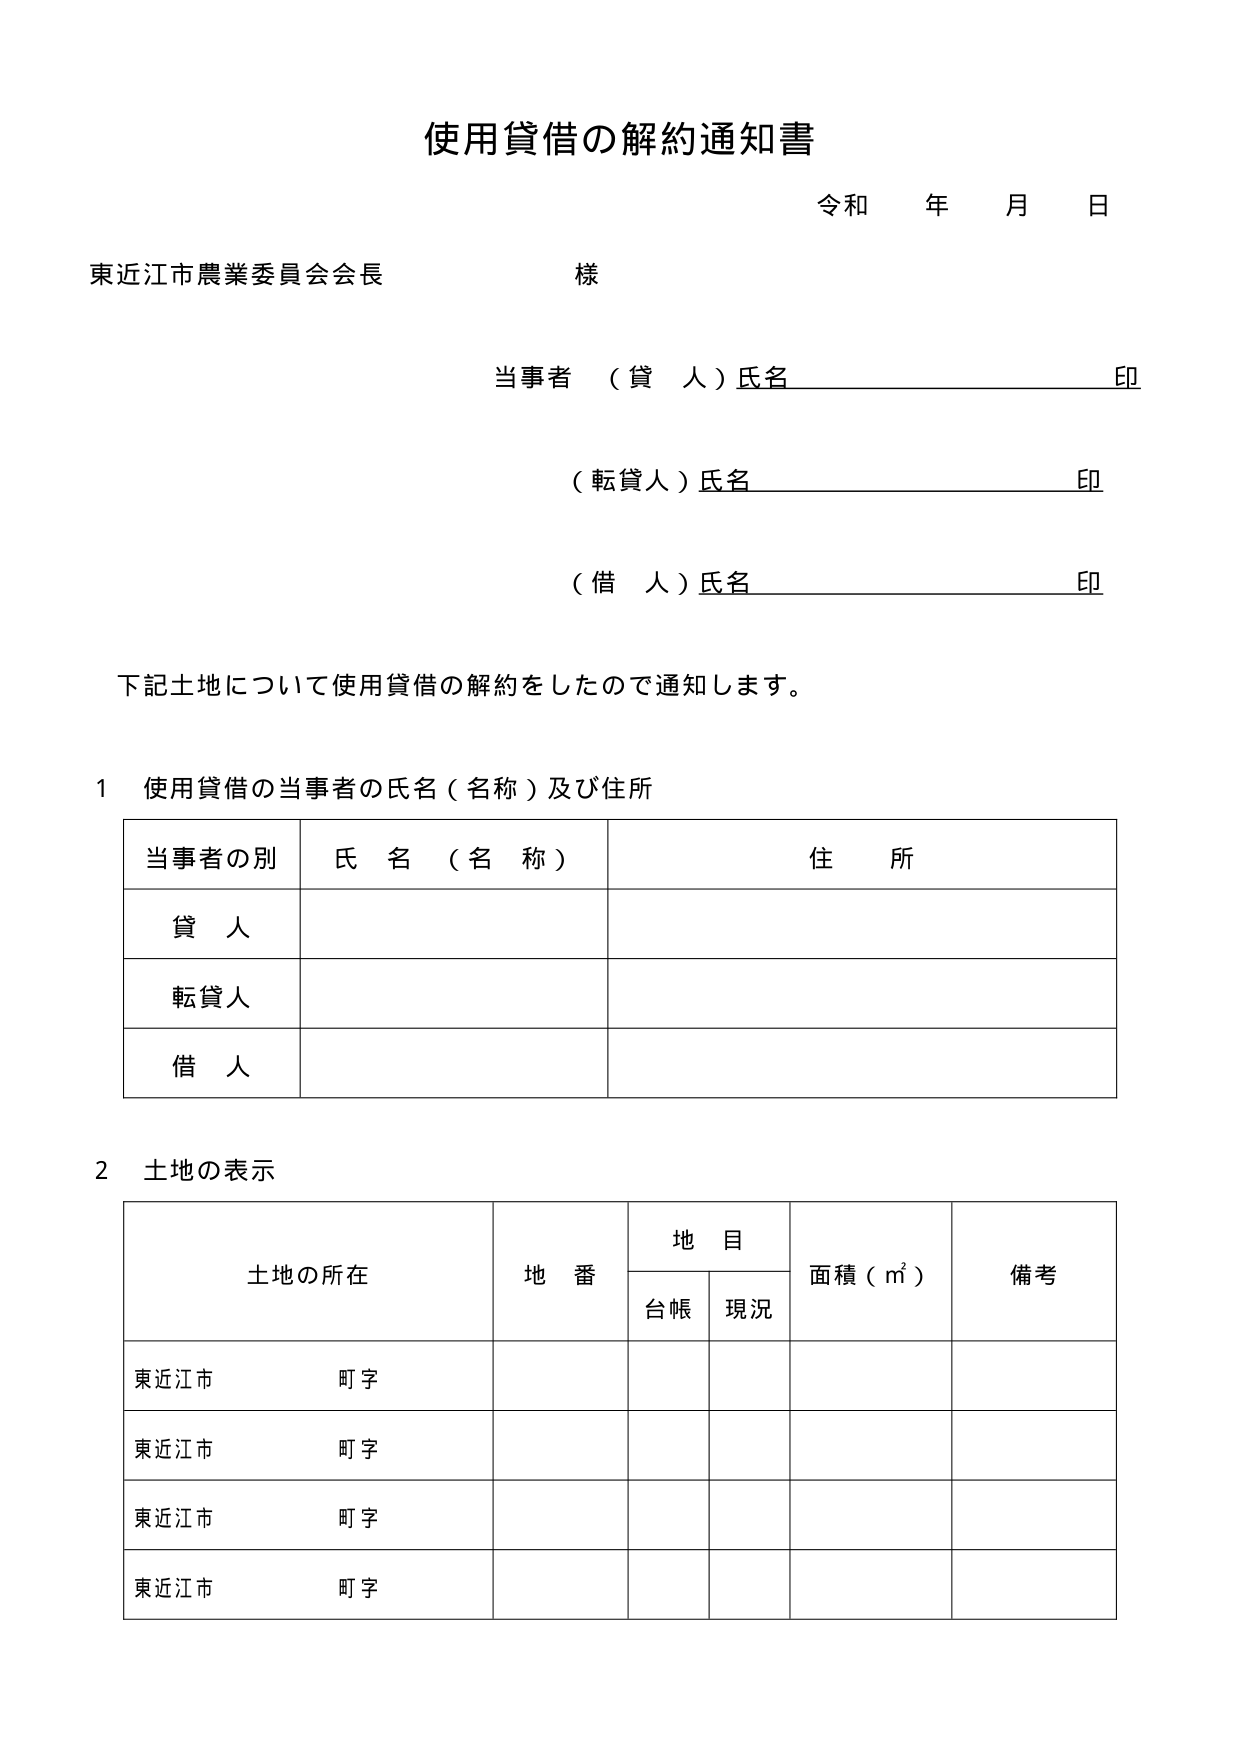 使用貸借の解約通知書
令和　　年　　月　　日
東近江市農業委員会会長　　　　　　　様
当事者　（貸　人）氏名　　　　　　　　　　　　印
（転貸人）氏名　　　　　　　　　　　　印
（借　人）氏名　　　　　　　　　　　　印
下記土地について使用貸借の解約をしたので通知します。
1　使用貸借の当事者の氏名（名称）及び住所
当事者の別　氏　名　（名　称）　住　　所
貸　人
転貸人
借　人
2　土地の表示
土地の所在　地　番　地　目　面積（㎡）　備考
台帳　現況
東近江市　　　　　　町字
東近江市　　　　　　町字
東近江市　　　　　　町字
東近江市　　　　　　町字